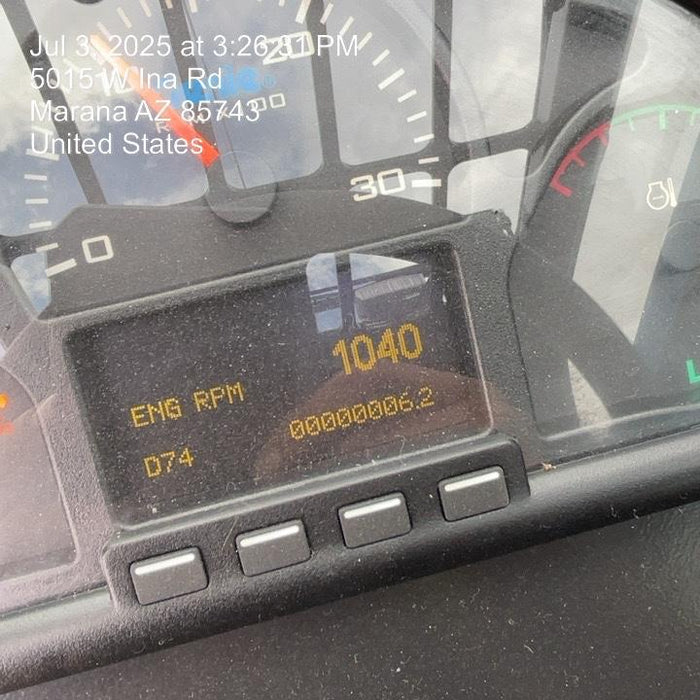 Jul 3, 2025 at 3:26:31 PM
5015 W Ina Rd
Marana AZ 85743
United States
20
30
0
1040
ENG RPM
00000006.2
D74
L